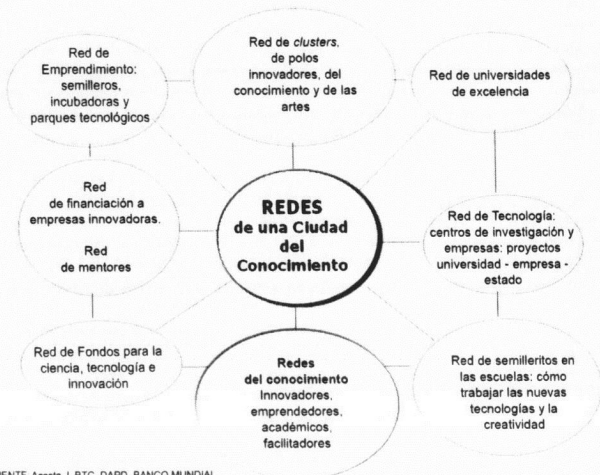 Red de
Emprendimiento:
semilleros,
incubadoras y
parques tecnológicos
Red de clusters,
de polos
innovadores, del
conocimiento y de las
artes
Red de universidades
de excelencia
Red
de financiación a
empresas innovadoras.
Red
de mentores
REDES
de una Ciudad
del
Conocimiento
Red de Tecnología:
centros de investigación y
empresas: proyectos
universidad - empresa -
estado
Red de Fondos para la
ciencia, tecnología e
innovación
Redes
del conocimiento
Innovadores,
emprendedores,
académicos,
facilitadores
Red de semilleritos en
las escuelas: cómo
trabajar las nuevas
tecnologías y la
creatividad